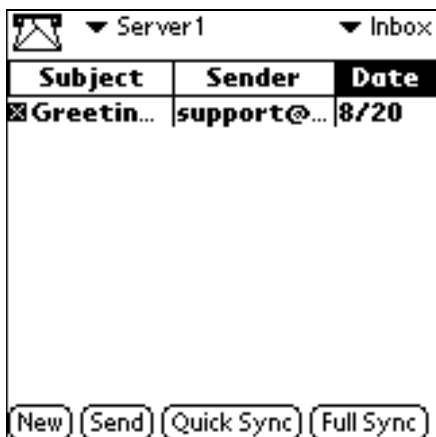 Server1 Inbox
Subject Sender Date
Greetin... support@... 8/20
New Send Quick Sync Full Sync